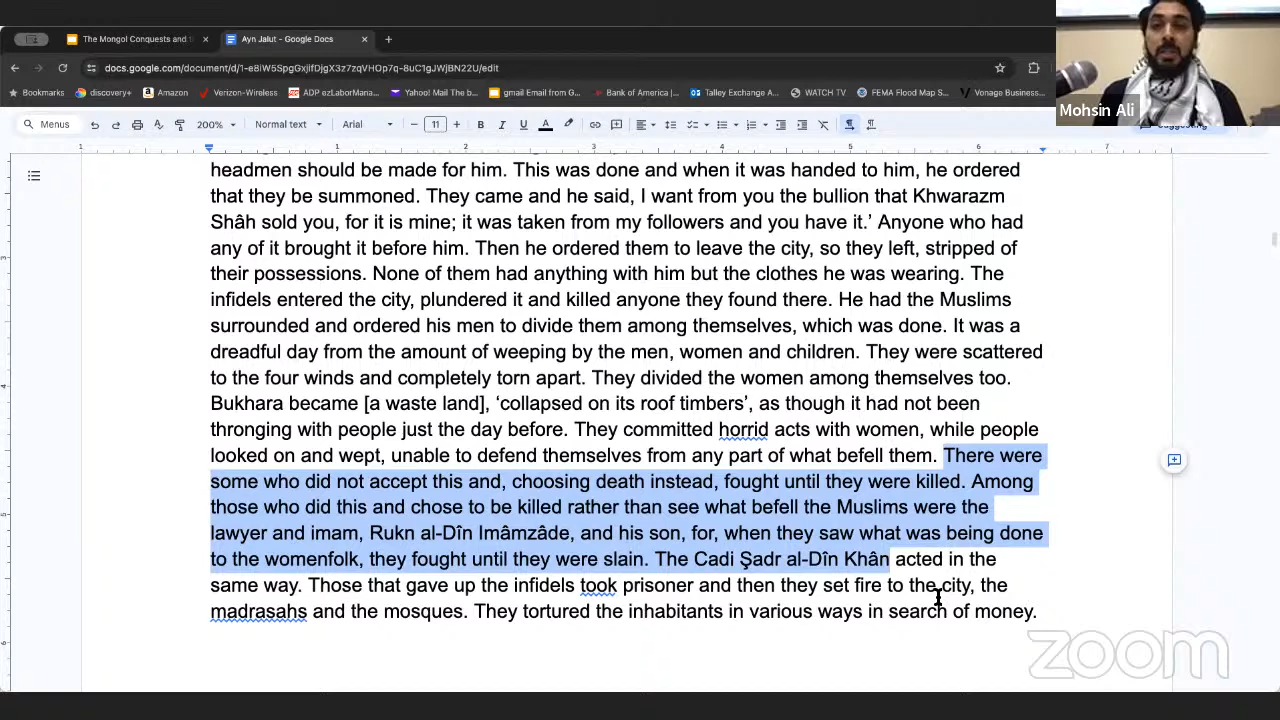 The Mongol Conquests and t
Ayn Jalut - Google Docs
docs.google.com/document/d/1-e8IW5SpgGxjlfDjgX3z7zqVHOp7q-8uC1gJWjBN22U/edit
Bookmarks discovery+ Amazon Verizon-Wireless ADP ezLaborMana... Yahoo! Mail The b... gmail Email from G... Bank of America |... Talley Exchange A... WATCH TV FEMA Flood Map S... Vonage Business...
Mohsin Ali
Menus 200% Normal text Arial 11 B I U A
1 1 2 3 4 5 6 7
headmen should be made for him. This was done and when it was handed to him, he ordered
that they be summoned. They came and he said, I want from you the bullion that Khwarazm
Shâh sold you, for it is mine; it was taken from my followers and you have it.’ Anyone who had
any of it brought it before him. Then he ordered them to leave the city, so they left, stripped of
their possessions. None of them had anything with him but the clothes he was wearing. The
infidels entered the city, plundered it and killed anyone they found there. He had the Muslims
surrounded and ordered his men to divide them among themselves, which was done. It was a
dreadful day from the amount of weeping by the men, women and children. They were scattered
to the four winds and completely torn apart. They divided the women among themselves too.
Bukhara became [a waste land], ‘collapsed on its roof timbers’, as though it had not been
thronging with people just the day before. They committed horrid acts with women, while people
looked on and wept, unable to defend themselves from any part of what befell them. There were
some who did not accept this and, choosing death instead, fought until they were killed. Among
those who did this and chose to be killed rather than see what befell the Muslims were the
lawyer and imam, Rukn al-Dîn Imâmzâde, and his son, for, when they saw what was being done
to the womenfolk, they fought until they were slain. The Cadi Şadr al-Dîn Khân acted in the
same way. Those that gave up the infidels took prisoner and then they set fire to the city, the
madrasahs and the mosques. They tortured the inhabitants in various ways in search of money.
zoom